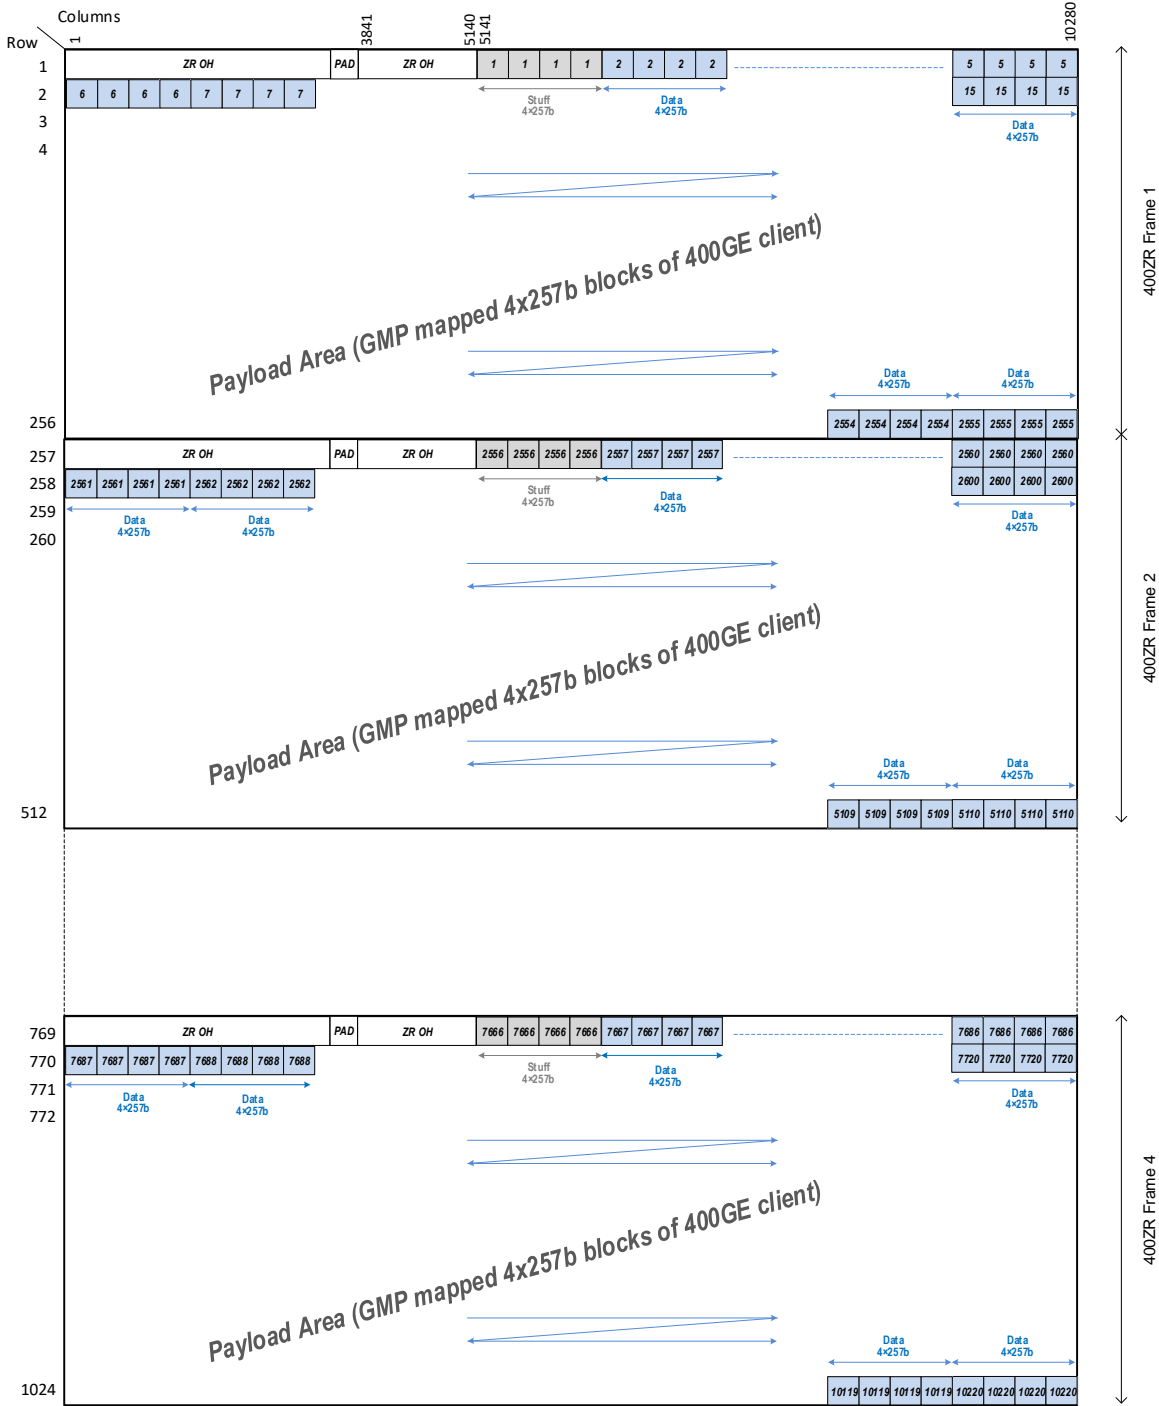 Columns
Row 1 3841 5140 5141 10280
1 ZR OH PAD ZR OH 1 1 1 1 2 2 2 2 5 5 5 5
2 6 6 6 6 7 7 7 7 15 15 15 15
Stuff Data
4×257b 4×257b
3 Data
4×257b
4
Payload Area (GMP mapped 4x257b blocks of 400GE client)
400ZR Frame 1
Data Data
4×257b 4×257b
256 2554 2554 2554 2554 2555 2555 2555 2555
257 ZR OH PAD ZR OH 2556 2556 2556 2556 2557 2557 2557 2557 2560 2560 2560 2560
258 2561 2561 2561 2561 2562 2562 2562 2562 2600 2600 2600 2600
Stuff Data
4×257b 4×257b
259 Data Data Data
4×257b 4×257b 4×257b
260
Payload Area (GMP mapped 4x257b blocks of 400GE client)
400ZR Frame 2
Data Data
4×257b 4×257b
512 5109 5109 5109 5109 5110 5110 5110 5110
769 ZR OH PAD ZR OH 7666 7666 7666 7666 7667 7667 7667 7667 7686 7686 7686 7686
770 7687 7687 7687 7687 7688 7688 7688 7688 7720 7720 7720 7720
Stuff Data
4×257b 4×257b
771 Data Data Data
4×257b 4×257b 4×257b
772
Payload Area (GMP mapped 4x257b blocks of 400GE client)
400ZR Frame 4
Data Data
4×257b 4×257b
1024 10119 10119 10119 10119 10220 10220 10220 10220